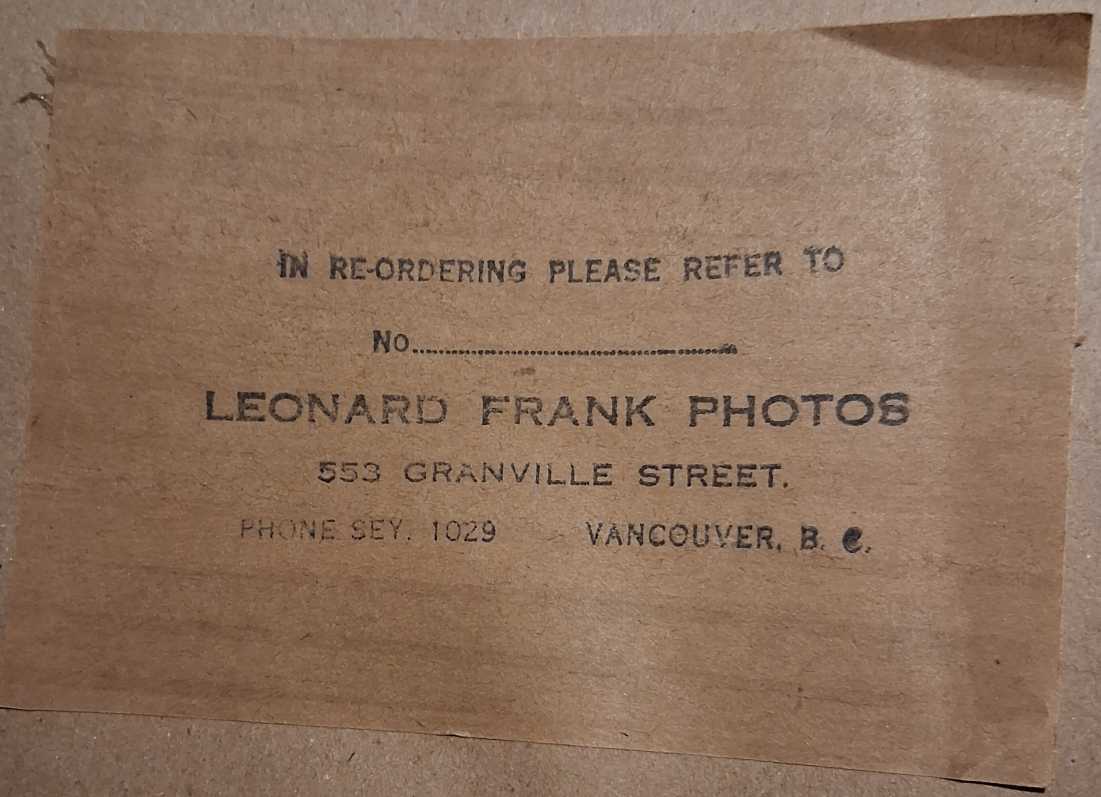 IN RE-ORDERING PLEASE REFER TO
No....................................................
LEONARD FRANK PHOTOS
553 GRANVILLE STREET.
PHONE SEY. 1029 VANCOUVER, B. C.